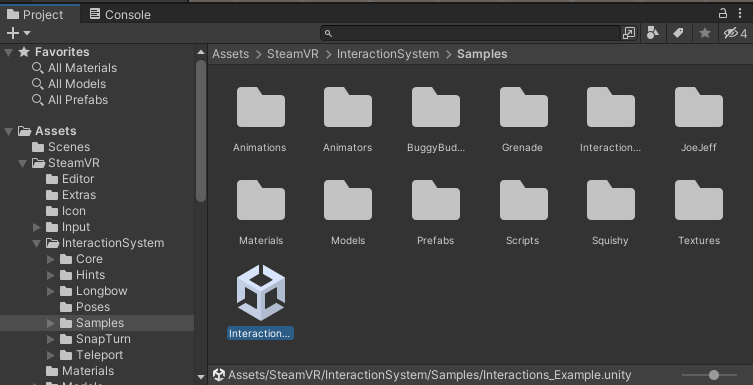 Project Console
4
Favorites
All Materials
All Models
All Prefabs
Assets
Scenes
SteamVR
Editor
Extras
Icon
Input
InteractionSystem
Core
Hints
Longbow
Poses
Samples
SnapTurn
Teleport
Materials
Models
Assets SteamVR InteractionSystem Samples
Animations Animators BuggyBud... Grenade Interaction... JoeJeff
Materials Models Prefabs Scripts Squishy Textures
Interaction...
Assets/SteamVR/InteractionSystem/Samples/Interactions_Example.unity